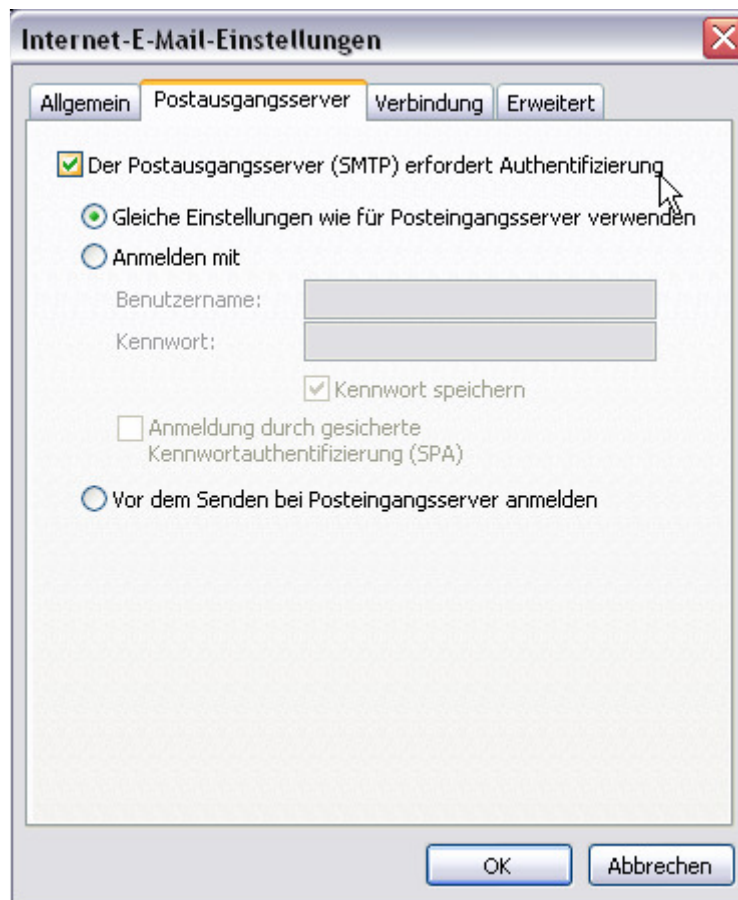 Internet-E-Mail-Einstellungen
Allgemein Postausgangsserver Verbindung Erweitert
Der Postausgangsserver (SMTP) erfordert Authentifizierung
Gleiche Einstellungen wie für Posteingangsserver verwenden
Anmelden mit
Benutzername:
Kennwort:
Kennwort speichern
Anmeldung durch gesicherte
Kennwortauthentifizierung (SPA)
Vor dem Senden bei Posteingangsserver anmelden
OK Abbrechen